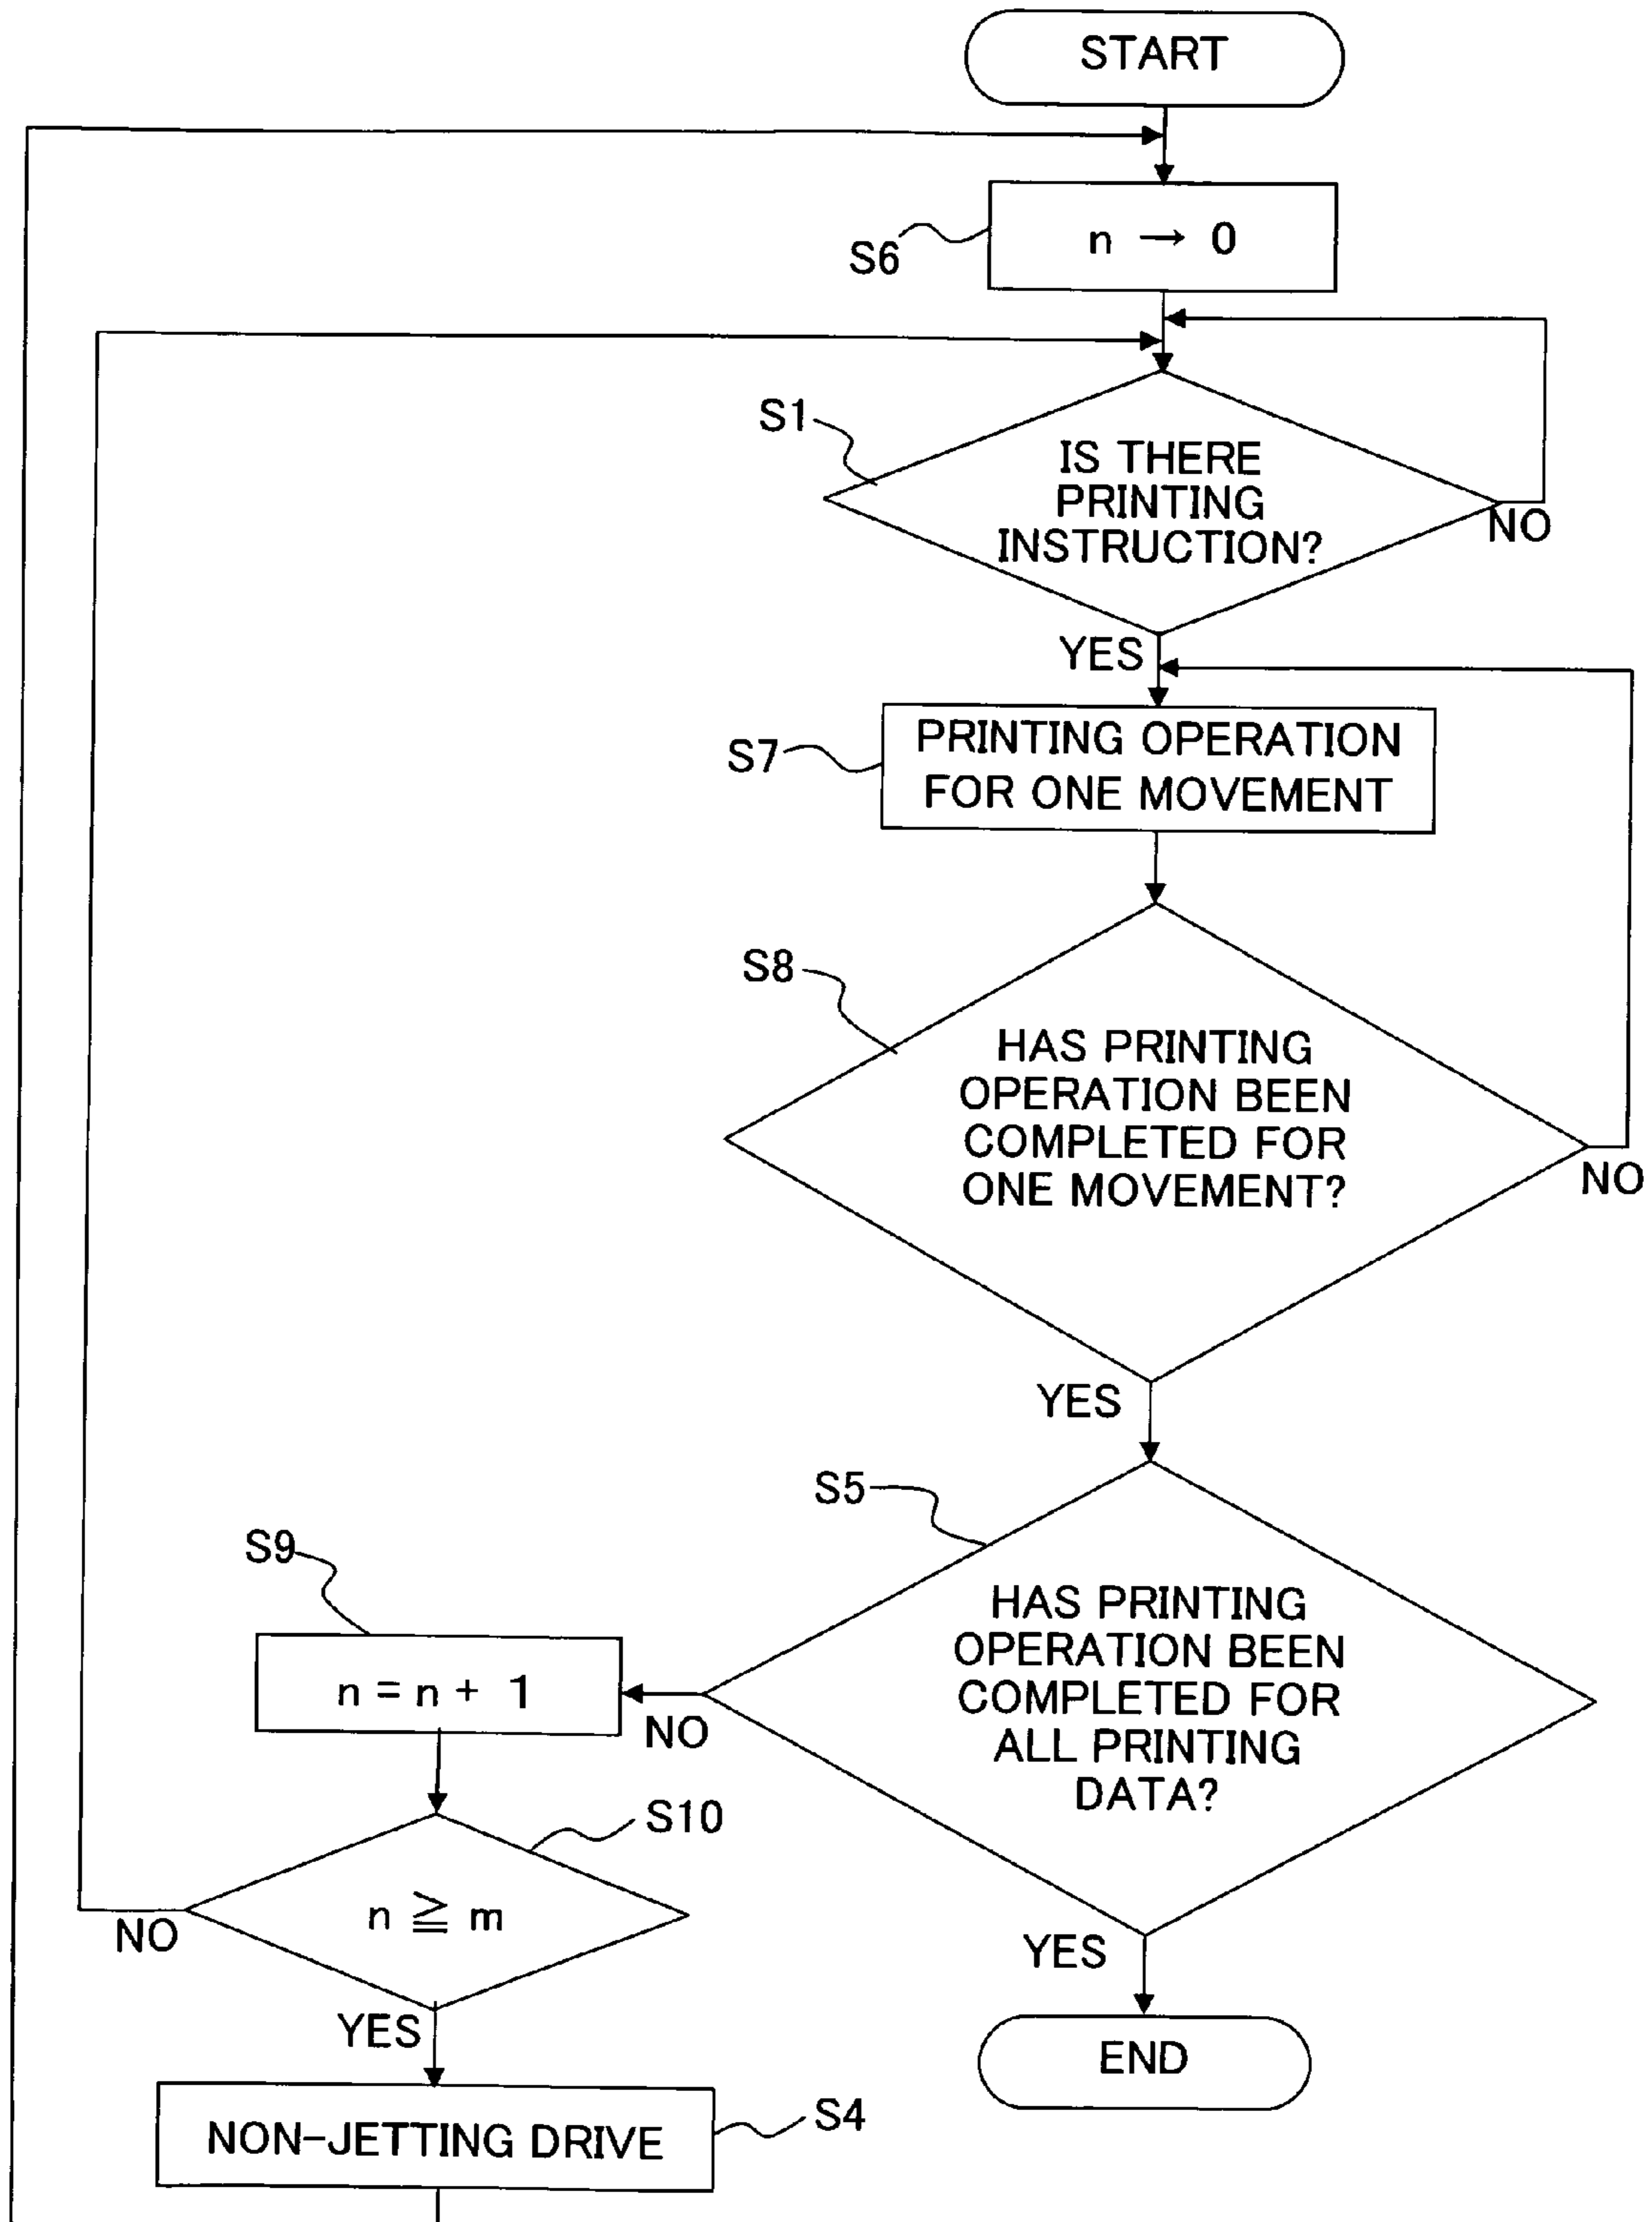 START
S6
n → 0
S1
IS THERE
PRINTING
INSTRUCTION?
NO
YES
S7
PRINTING OPERATION
FOR ONE MOVEMENT
S8
HAS PRINTING
OPERATION BEEN
COMPLETED FOR
ONE MOVEMENT?
NO
YES
S5
HAS PRINTING
OPERATION BEEN
COMPLETED FOR
ALL PRINTING
DATA?
NO
S9
n = n + 1
S10
n ≧ m
NO
YES
YES
END
NON-JETTING DRIVE
S4